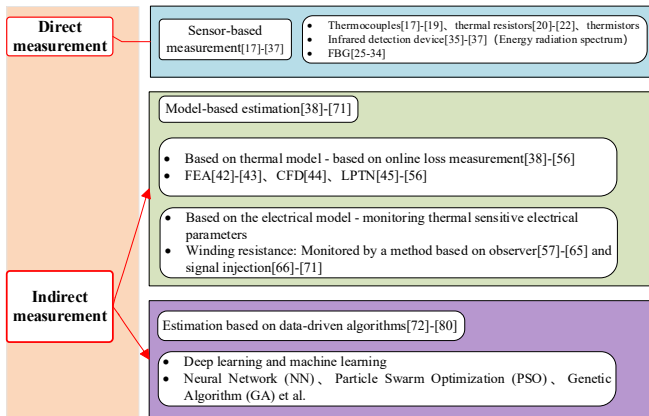 Direct
measurement
Sensor-based
measurement[17]-[37]
• Thermocouples[17]-[19]、thermal resistors[20]-[22]、thermistors
• Infrared detection device[35]-[37]（Energy radiation spectrum）
• FBG[25-34]
Model-based estimation[38]-[71]
• Based on thermal model - based on online loss measurement[38]-[56]
• FEA[42]-[43]、CFD[44]、LPTN[45]-[56]
• Based on the electrical model - monitoring thermal sensitive electrical
parameters
• Winding resistance: Monitored by a method based on observer[57]-[65] and
signal injection[66]-[71]
Indirect
measurement
Estimation based on data-driven algorithms[72]-[80]
• Deep learning and machine learning
• Neural Network (NN)、Particle Swarm Optimization (PSO)、Genetic
Algorithm (GA) et al.